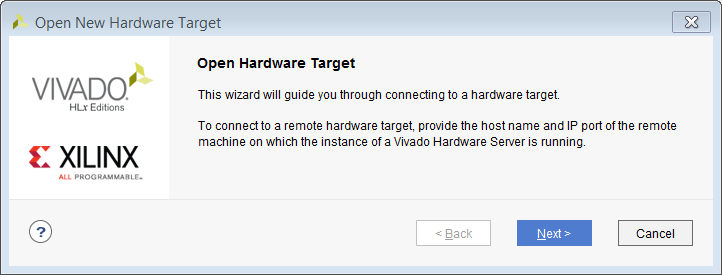 Open New Hardware Target
VIVADO.
HLx Editions
XILINX
ALL PROGRAMMABLE™
Open Hardware Target
This wizard will guide you through connecting to a hardware target.
To connect to a remote hardware target, provide the host name and IP port of the remote
machine on which the instance of a Vivado Hardware Server is running.
?
< Back
Next >
Cancel